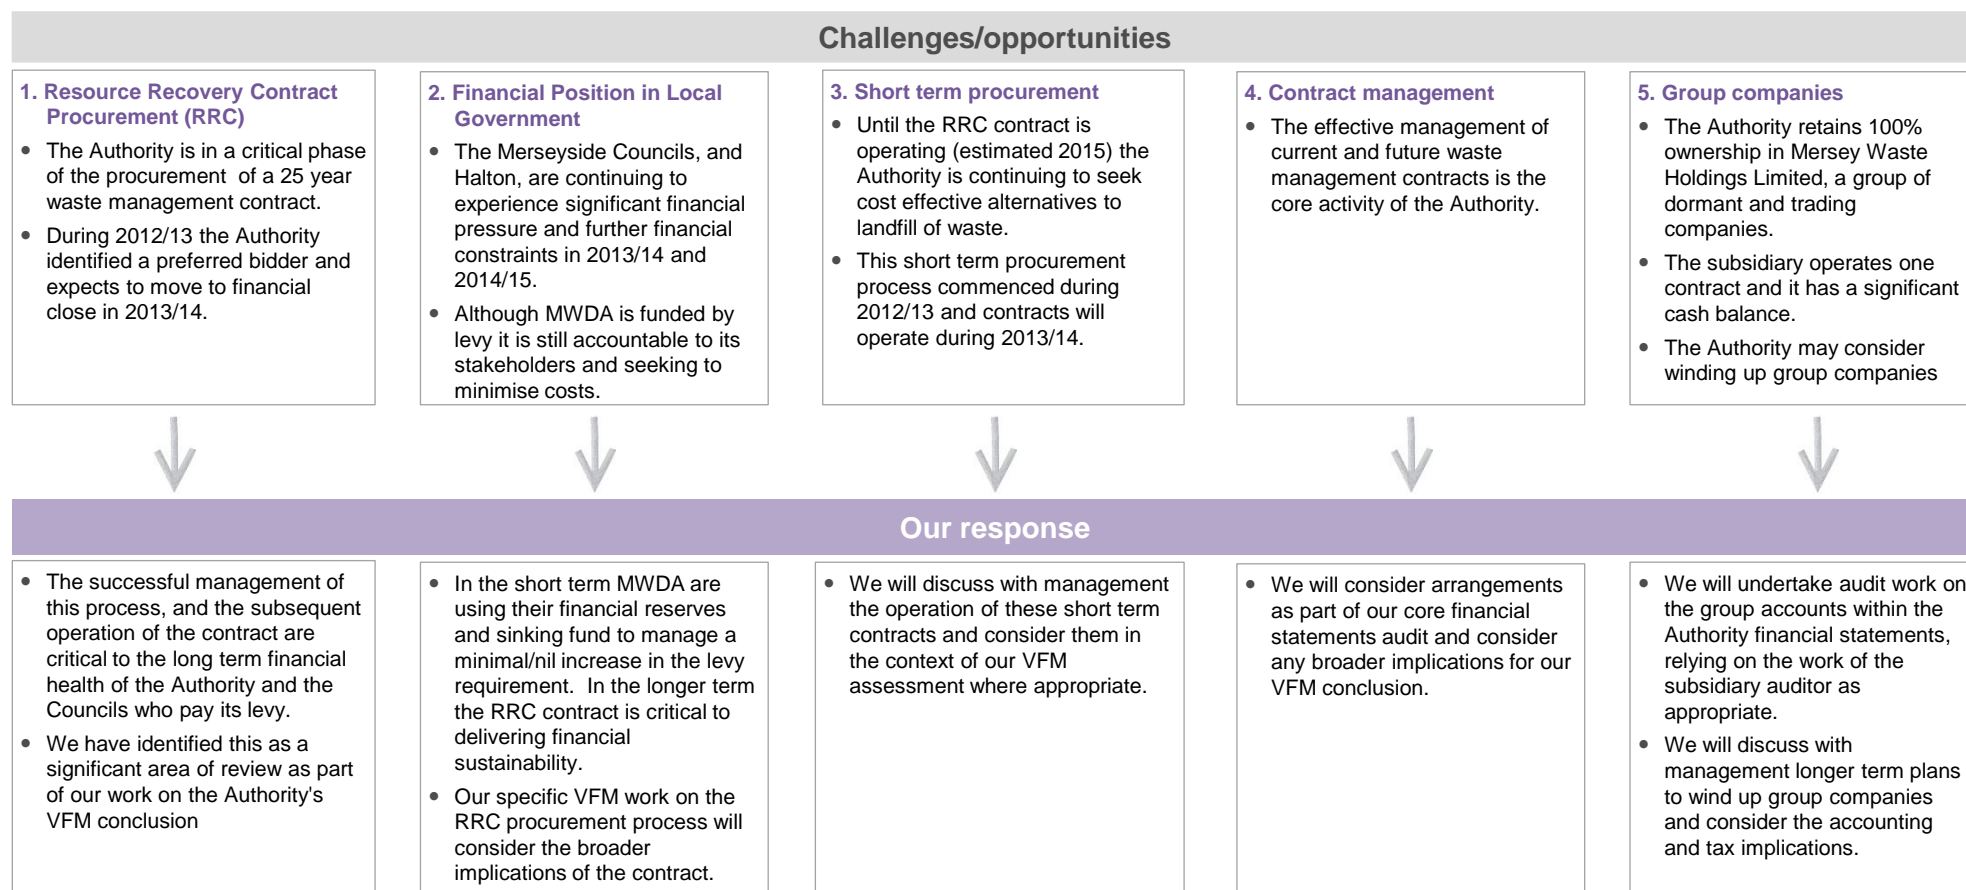 Challenges/opportunities
1. Resource Recovery Contract
Procurement (RRC)
• The Authority is in a critical phase
of the procurement of a 25 year
waste management contract.
• During 2012/13 the Authority
identified a preferred bidder and
expects to move to financial
close in 2013/14.
2. Financial Position in Local
Government
• The Merseyside Councils, and
Halton, are continuing to
experience significant financial
pressure and further financial
constraints in 2013/14 and
2014/15.
• Although MWDA is funded by
levy it is still accountable to its
stakeholders and seeking to
minimise costs.
3. Short term procurement
• Until the RRC contract is
operating (estimated 2015) the
Authority is continuing to seek
cost effective alternatives to
landfill of waste.
• This short term procurement
process commenced during
2012/13 and contracts will
operate during 2013/14.
4. Contract management
• The effective management of
current and future waste
management contracts is the
core activity of the Authority.
5. Group companies
• The Authority retains 100%
ownership in Mersey Waste
Holdings Limited, a group of
dormant and trading
companies.
• The subsidiary operates one
contract and it has a significant
cash balance.
• The Authority may consider
winding up group companies
Our response
• The successful management of
this process, and the subsequent
operation of the contract are
critical to the long term financial
health of the Authority and the
Councils who pay its levy.
• We have identified this as a
significant area of review as part
of our work on the Authority's
VFM conclusion
• In the short term MWDA are
using their financial reserves
and sinking fund to manage a
minimal/nil increase in the levy
requirement. In the longer term
the RRC contract is critical to
delivering financial
sustainability.
• Our specific VFM work on the
RRC procurement process will
consider the broader
implications of the contract.
• We will discuss with management
the operation of these short term
contracts and consider them in
the context of our VFM
assessment where appropriate.
• We will consider arrangements
as part of our core financial
statements audit and consider
any broader implications for our
VFM conclusion.
• We will undertake audit work on
the group accounts within the
Authority financial statements,
relying on the work of the
subsidiary auditor as
appropriate.
• We will discuss with
management longer term plans
to wind up group companies
and consider the accounting
and tax implications.